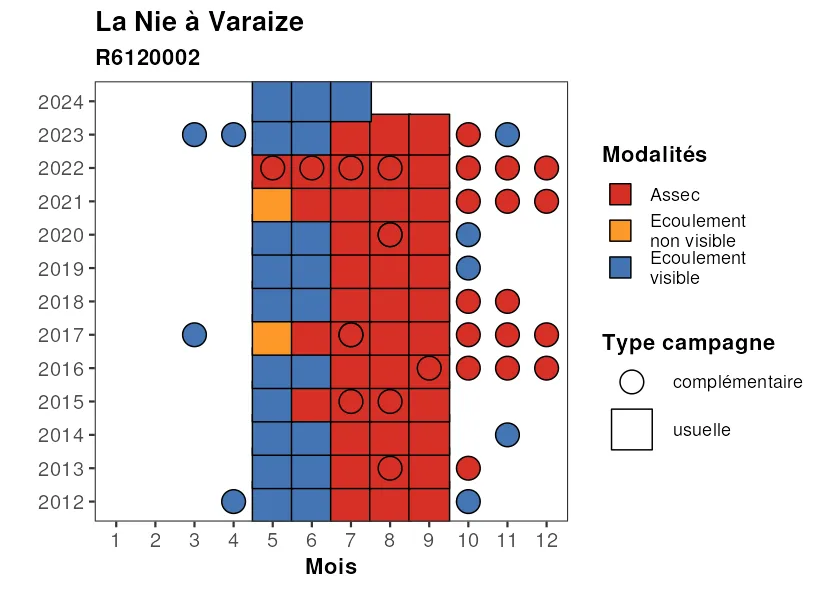 La Nie à Varaize
R6120002
2024
2023
2022
2021
2020
2019
2018
2017
2016
2015
2014
2013
2012
1 2 3 4 5 6 7 8 9 10 11 12
Mois
Modalités
Assec
Ecoulement
non visible
Ecoulement
visible
Type campagne
complémentaire
usuelle